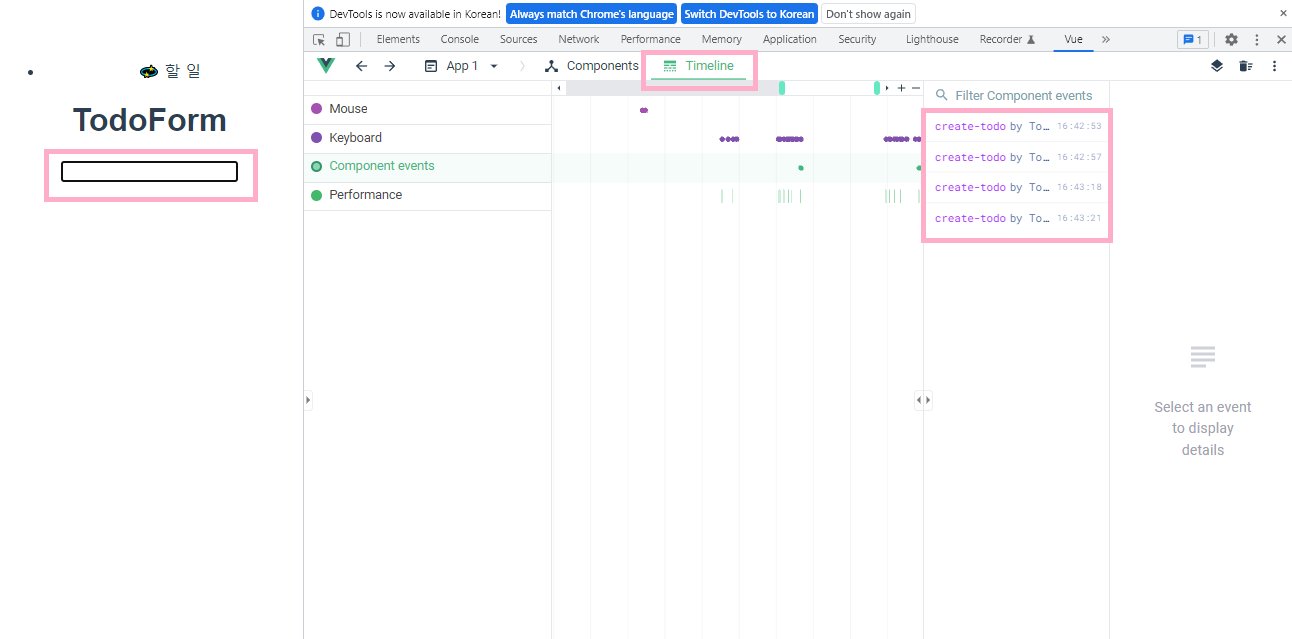 DevTools is now available in Korean! Always match Chrome's language Switch DevTools to Korean Don't show again
Elements Console Sources Network Performance Memory Application Security Lighthouse Recorder Vue 1
App 1 Components Timeline
할 일
TodoForm
Mouse
Keyboard
Component events
Performance
Filter Component events
create-todo by To… 16:42:53
create-todo by To… 16:42:57
create-todo by To… 16:43:18
create-todo by To… 16:43:21
Select an event
to display
details